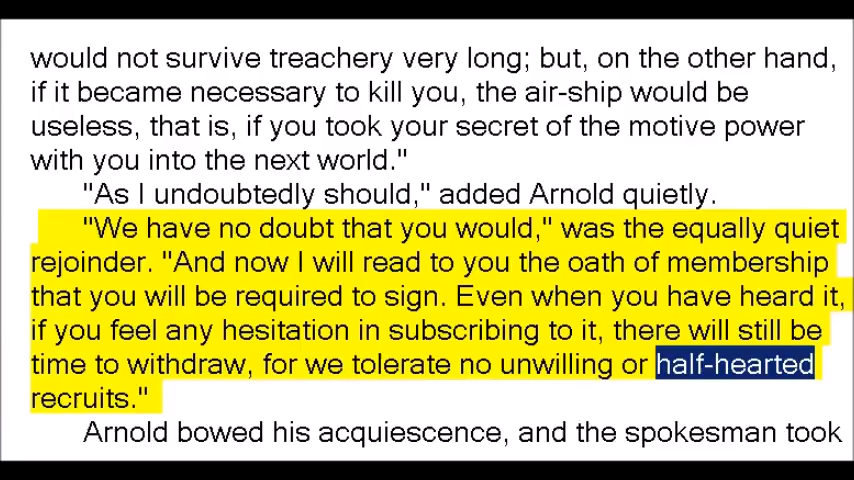 would not survive treachery very long; but, on the other hand,
if it became necessary to kill you, the air-ship would be
useless, that is, if you took your secret of the motive power
with you into the next world."
"As I undoubtedly should," added Arnold quietly.
"We have no doubt that you would," was the equally quiet
rejoinder. "And now I will read to you the oath of membership
that you will be required to sign. Even when you have heard it,
if you feel any hesitation in subscribing to it, there will still be
time to withdraw, for we tolerate no unwilling or half-hearted
recruits."
Arnold bowed his acquiescence, and the spokesman took